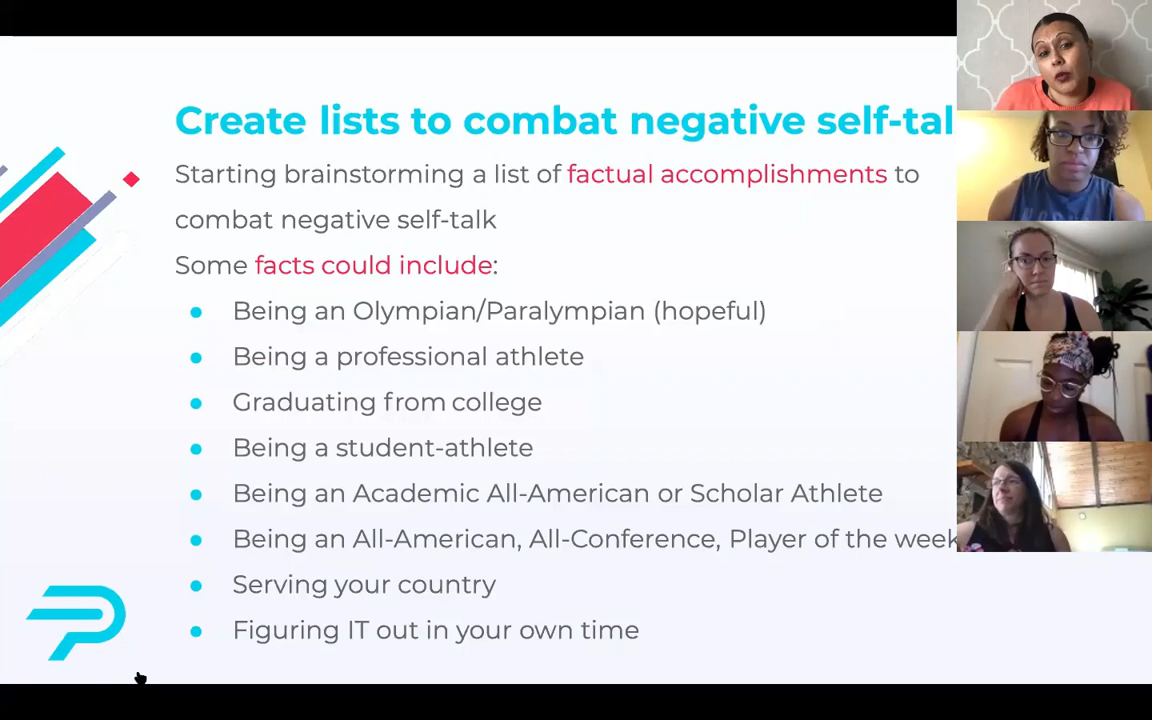 Create lists to combat negative self-tal
Starting brainstorming a list of factual accomplishments to
combat negative self-talk
Some facts could include:
Being an Olympian/Paralympian (hopeful)
Being a professional athlete
Graduating from college
Being a student-athlete
Being an Academic All-American or Scholar Athlete
Being an All-American, All-Conference, Player of the week
Serving your country
Figuring IT out in your own time